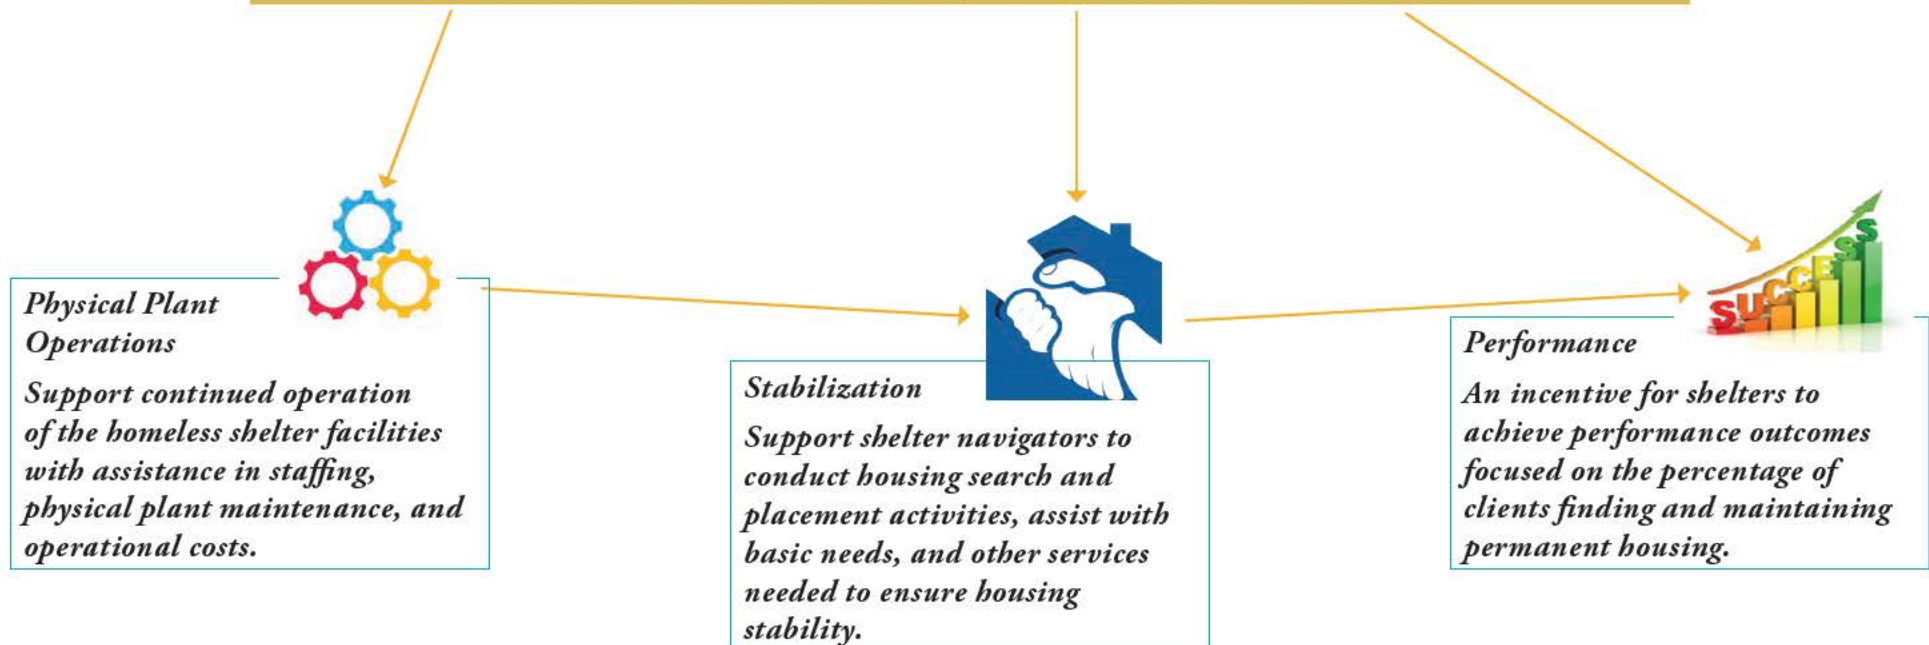 Physical Plant
Operations
Support continued operation
of the homeless shelter facilities
with assistance in staffing,
physical plant maintenance, and
operational costs.
Stabilization
Support shelter navigators to
conduct housing search and
placement activities, assist with
basic needs, and other services
needed to ensure housing
stability.
SUCCESS
Performance
An incentive for shelters to
achieve performance outcomes
focused on the percentage of
clients finding and maintaining
permanent housing.